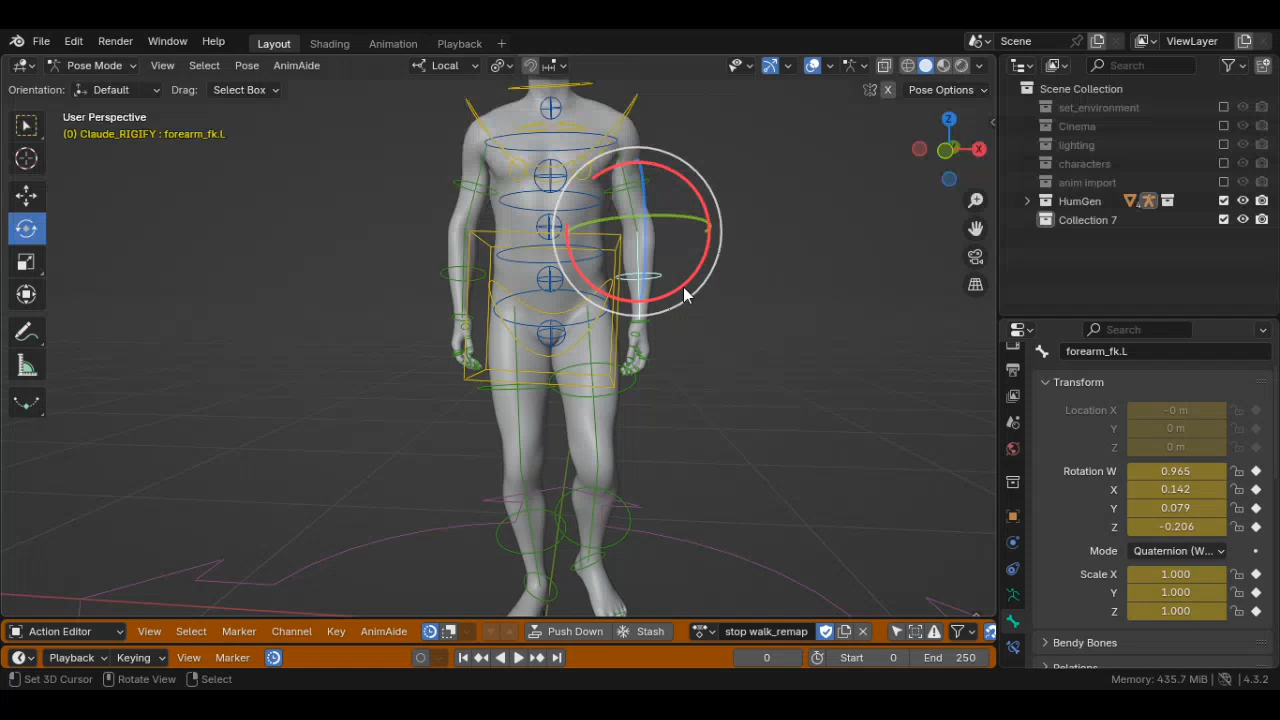 File Edit Render Window Help Layout Shading Animation Playback + Scene ViewLayer
Pose Mode View Select Pose AnimAide Local Search
Orientation: Default Drag: Select Box X Pose Options
User Perspective
(0) Claude_RIGIFY : forearm_fk.L
Z
X
Scene Collection
set_environment
Cinema
lighting
characters
anim import
HumGen
Collection 7
Search
forearm_fk.L
Transform
Location X -0 m
Y 0 m
Z 0 m
Rotation W 0.965
X 0.142
Y 0.079
Z -0.206
Mode Quaternion (W...
Scale X 1.000
Y 1.000
Z 1.000
Bendy Bones
Relations
Action Editor View Select Marker Channel Key AnimAide Push Down Stash stop walk_remap
Playback Keying View Marker 0 Start 0 End 250
Set 3D Cursor Rotate View Select Memory: 435.7 MiB 4.3.2